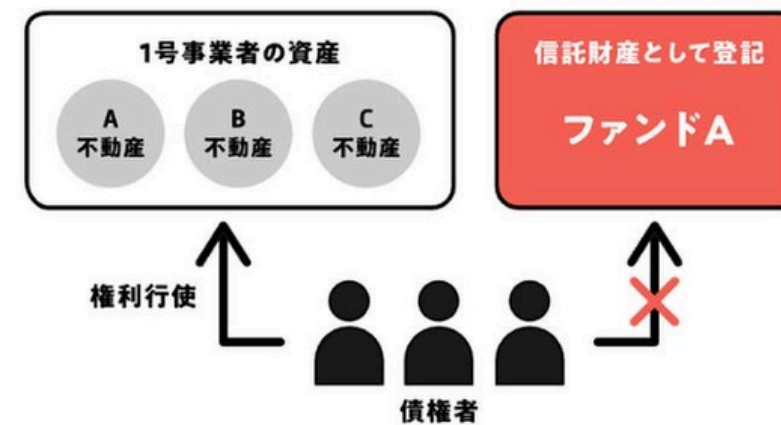 1号事業者の資産
A
不動産
B
不動産
C
不動産
信託財産として登記
ファンドA
権利行使
債権者